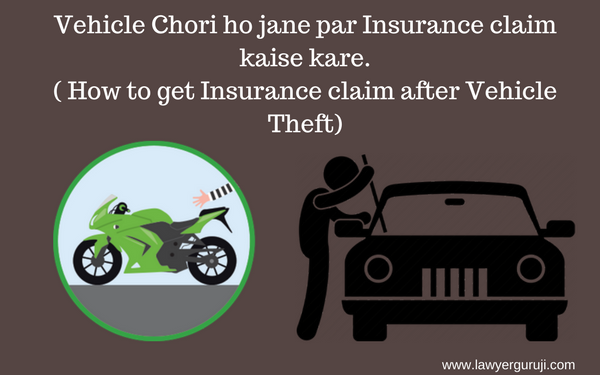 Vehicle Chori ho jane par Insurance claim
kaise kare.
( How to get Insurance claim after Vehicle
Theft)
www.lawyerguruji.com